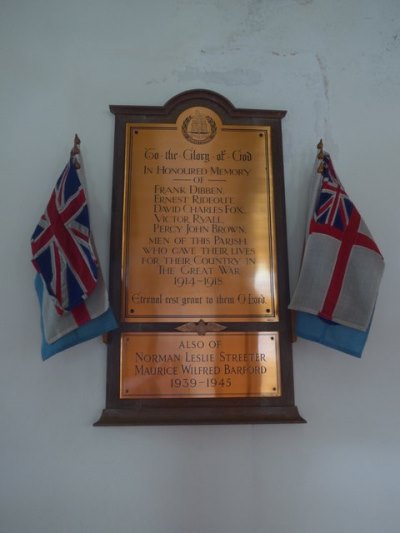 To the Glory of God
In Honoured Memory
of
Frank Dibben.
Ernest Rideout.
David Charles Fox.
Victor Ryall.
Percy John Brown.
men of this Parish
who gave their lives
for their Country in
The Great War
1914-1918
Eternal rest grant to them O Lord.
Also of
Norman Leslie Streeter
Maurice Wilfred Barford
1939-1945